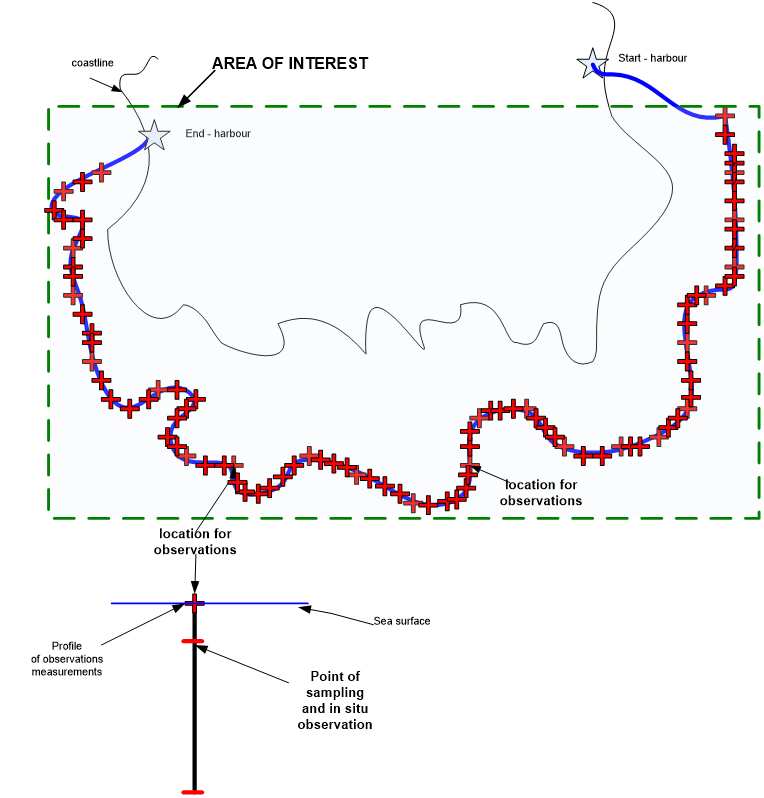 Start - harbour
coastline
AREA OF INTEREST
End - harbour
location for
observations
location for
observations
Sea surface
Profile
of observations
measurements
Point of
sampling
and in situ
observation